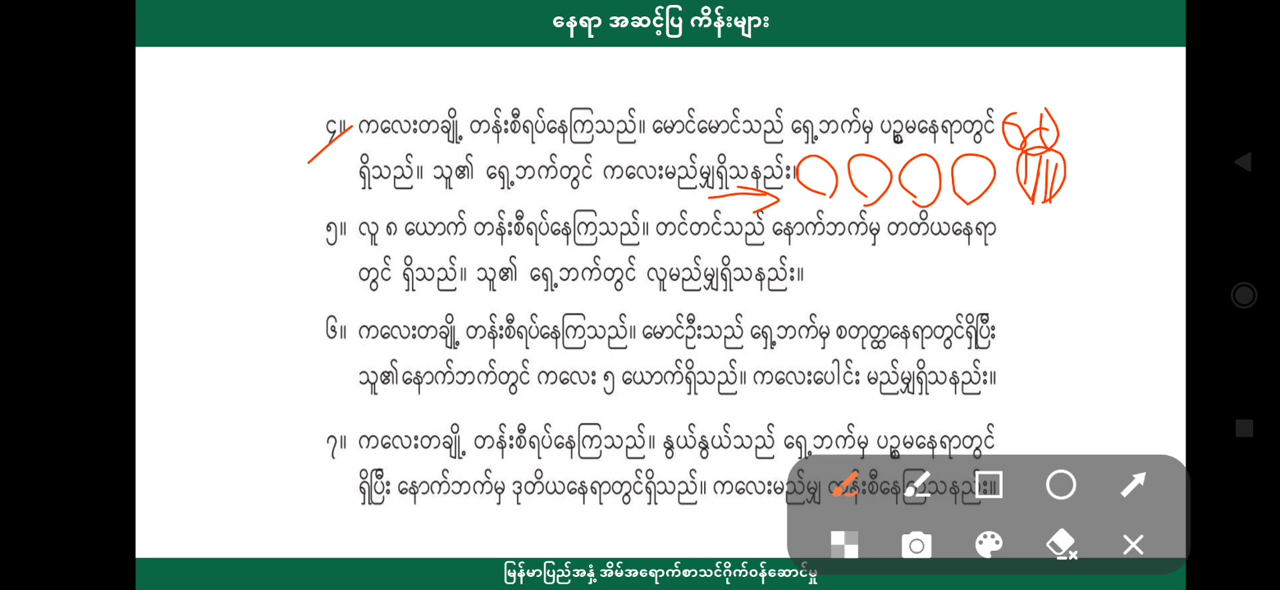 နေရာ အဆင့်ပြ ကိန်းများ
၄။ ကလေးတချို့ တန်းစီရပ်နေကြသည်။ မောင်မောင်သည် ရှေ့ဘက်မှ ပဉ္စမနေရာတွင်
ရှိသည်။ သူ၏ ရှေ့ဘက်တွင် ကလေးမည်မျှရှိသနည်း။
၅။ လူ ၈ ယောက် တန်းစီရပ်နေကြသည်။ တင်တင်သည် နောက်ဘက်မှ တတိယနေရာ
တွင် ရှိသည်။ သူ၏ ရှေ့ဘက်တွင် လူမည်မျှရှိသနည်း။
၆။ ကလေးတချို့ တန်းစီရပ်နေကြသည်။ မောင်ဦးသည် ရှေ့ဘက်မှ စတုတ္ထနေရာတွင်ရှိပြီး
သူ၏နောက်ဘက်တွင် ကလေး ၅ ယောက်ရှိသည်။ ကလေးပေါင်း မည်မျှရှိသနည်း။
၇။ ကလေးတချို့ တန်းစီရပ်နေကြသည်။ နွယ်နွယ်သည် ရှေ့ဘက်မှ ပဉ္စမနေရာတွင်
ရှိပြီး နောက်ဘက်မှ ဒုတိယနေရာတွင်ရှိသည်။ ကလေးမည်မျှ တန်းစီနေကြသနည်း။
မြန်မာပြည်အနှံ့ အိမ်အရောက်စာသင်ဂိုက်ဝန်ဆောင်မှု